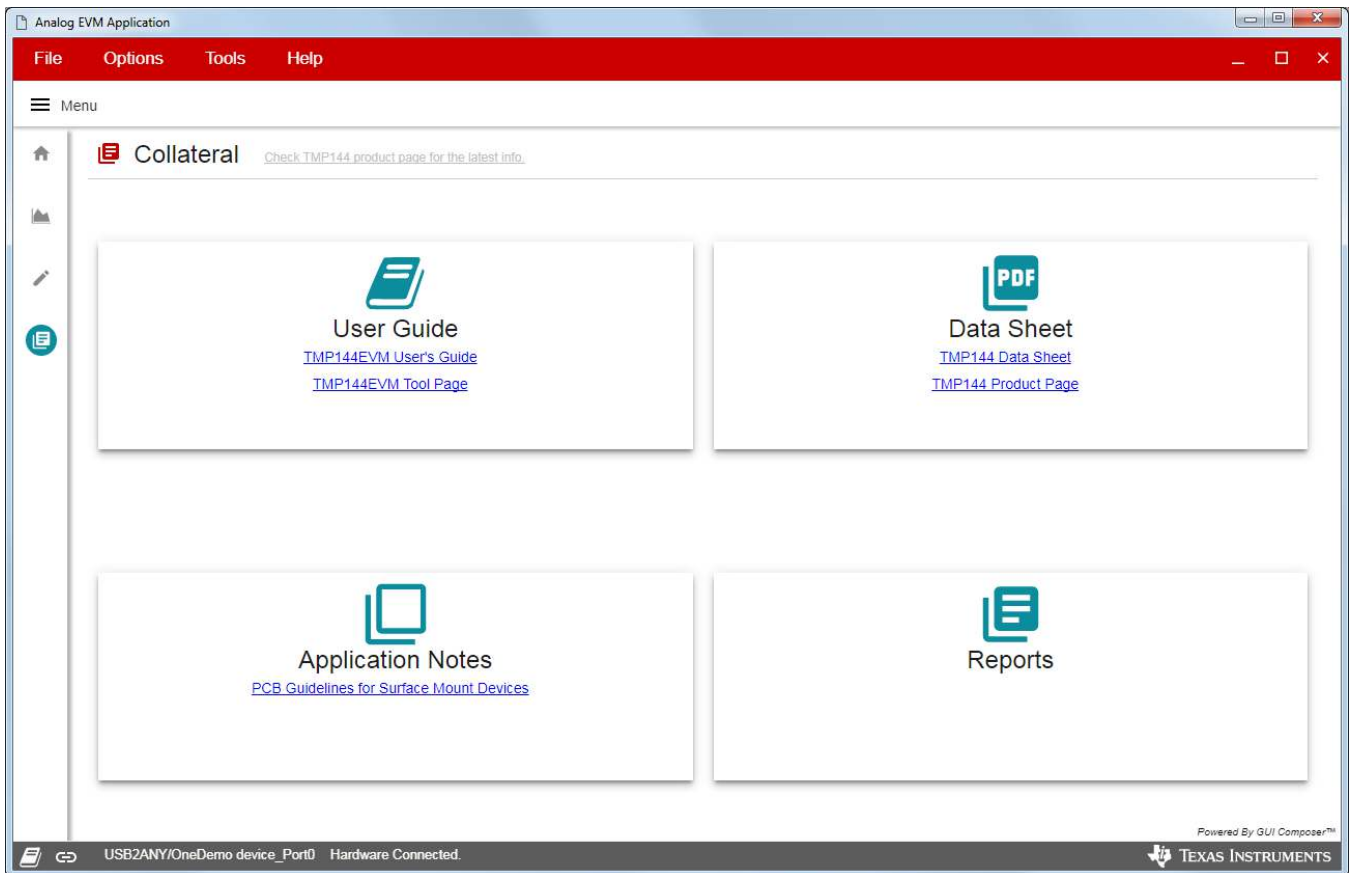 Analog EVM Application
File Options Tools Help
Menu
Collateral Check TMP144 product page for the latest info.
User Guide
TMP144EVM User's Guide
TMP144EVM Tool Page
PDF
Data Sheet
TMP144 Data Sheet
TMP144 Product Page
Application Notes
PCB Guidelines for Surface Mount Devices
Reports
Powered By GUI Composer™
USB2ANY/OneDemo device_Port0 Hardware Connected.
TEXAS INSTRUMENTS